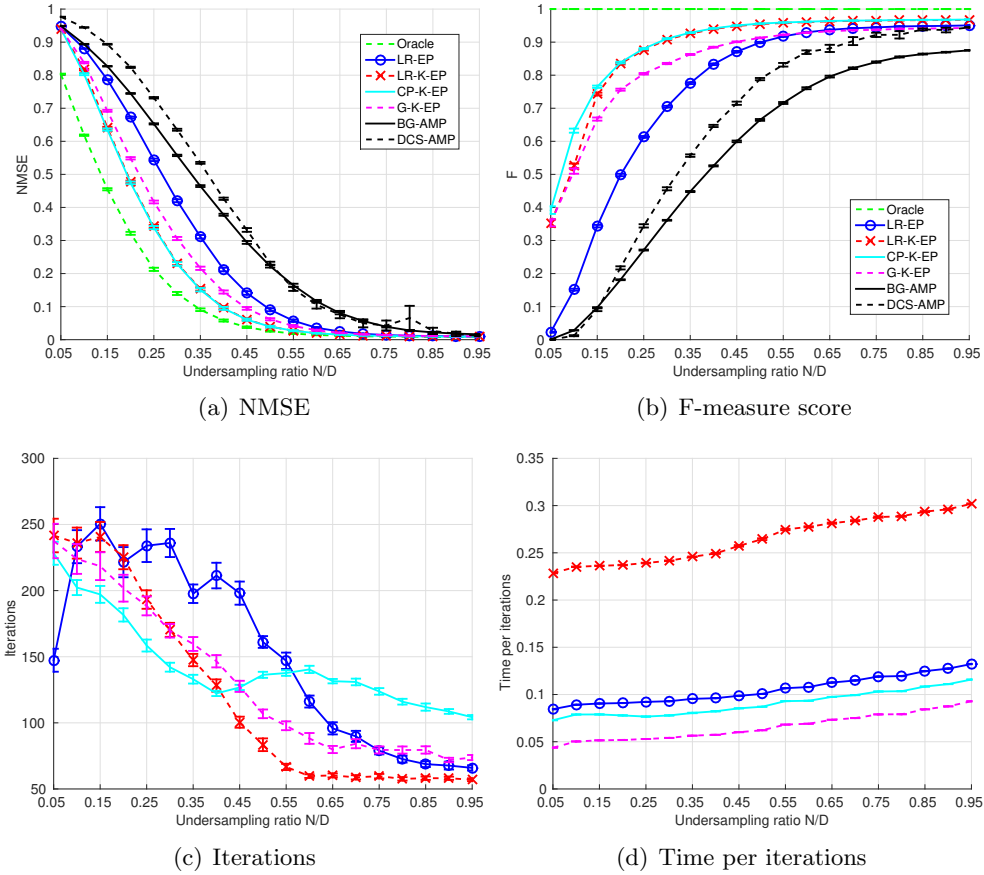 1
0.9
0.8
0.7
0.6
0.5
0.4
0.3
0.2
0.1
0
NMSE
Oracle
LR-EP
LR-K-EP
CP-K-EP
G-K-EP
BG-AMP
DCS-AMP
0.05 0.15 0.25 0.35 0.45 0.55 0.65 0.75 0.85 0.95
Undersampling ratio N/D
(a) NMSE
1
0.9
0.8
0.7
0.6
0.5
0.4
0.3
0.2
0.1
0
F
Oracle
LR-EP
LR-K-EP
CP-K-EP
G-K-EP
BG-AMP
DCS-AMP
0.05 0.15 0.25 0.35 0.45 0.55 0.65 0.75 0.85 0.95
Undersampling ratio N/D
(b) F-measure score
300
250
200
150
100
50
Iterations
0.05 0.15 0.25 0.35 0.45 0.55 0.65 0.75 0.85 0.95
Undersampling ratio N/D
(c) Iterations
0.35
0.3
0.25
0.2
0.15
0.1
0.05
0
Time per iterations
0.05 0.15 0.25 0.35 0.45 0.55 0.65 0.75 0.85 0.95
Undersampling ratio N/D
(d) Time per iterations